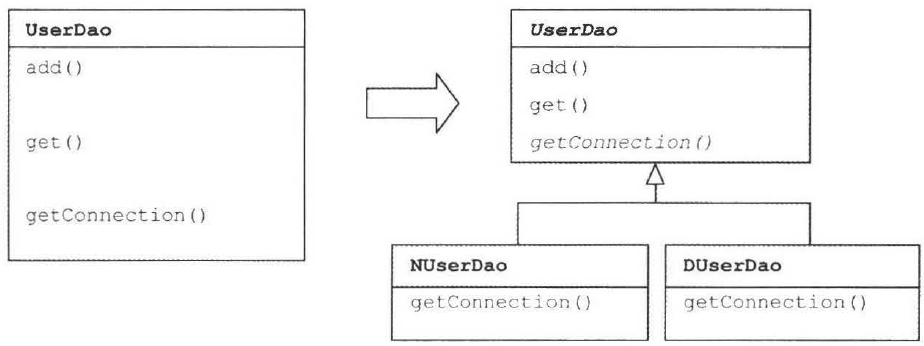 UserDao
add()
get()
getConnection()
UserDao
add()
get()
getConnection()
NUserDao
getConnection()
DUserDao
getConnection()